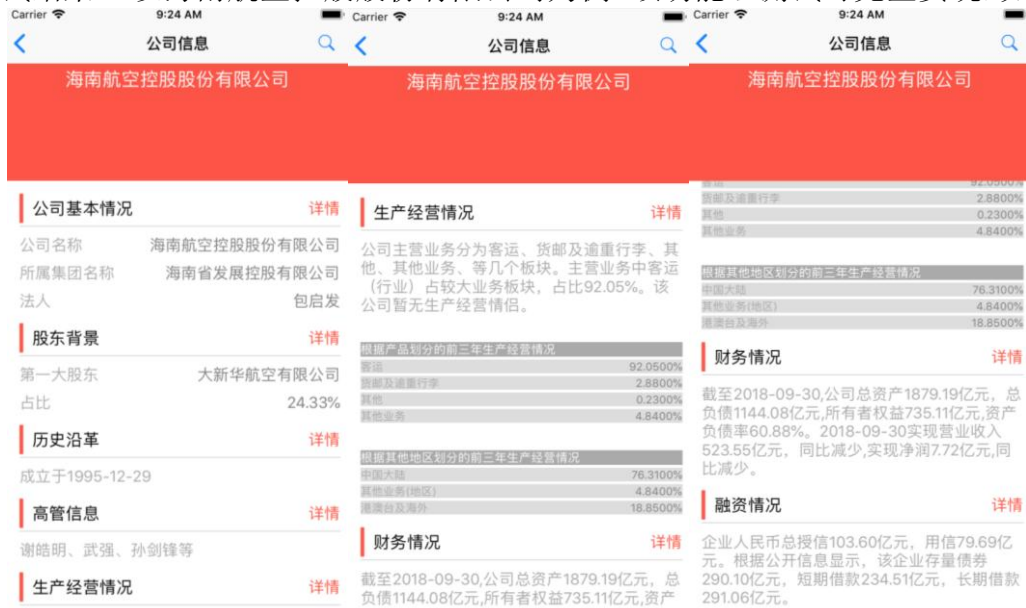 Carrier
9:24 AM
公司信息
海南航空控股股份有限公司
公司基本情况 详情
公司名称 海南航空控股股份有限公司
所属集团名称 海南省发展控股有限公司
法人 包启发
股东背景 详情
第一大股东 大新华航空有限公司
占比 24.33%
历史沿革 详情
成立于1995-12-29
高管信息 详情
谢皓明、武强、孙剑锋等
生产经营情况 详情
Carrier
9:24 AM
公司信息
海南航空控股股份有限公司
生产经营情况 详情
公司主营业务分为客运、货邮及逾重行李、其
他、其他业务、等几个板块。主营业务中客运
（行业）占较大业务板块，占比92.05%。该
公司暂无生产经营情侣。
根据产品划分的前三年生产经营情况
客运 92.0500%
货邮及逾重行李 2.8800%
其他 0.2300%
其他业务 4.8400%
根据其他地区划分的前三年生产经营情况
中国大陆 76.3100%
其他业务(地区) 4.8400%
港澳台及海外 18.8500%
财务情况 详情
截至2018-09-30,公司总资产1879.19亿元，总
负债1144.08亿元,所有者权益735.11亿元,资产
Carrier
9:24 AM
公司信息
海南航空控股股份有限公司
客运 92.0500%
货邮及逾重行李 2.8800%
其他 0.2300%
其他业务 4.8400%
根据其他地区划分的前三年生产经营情况
中国大陆 76.3100%
其他业务(地区) 4.8400%
港澳台及海外 18.8500%
财务情况 详情
截至2018-09-30,公司总资产1879.19亿元，总
负债1144.08亿元,所有者权益735.11亿元,资产
负债率60.88%。2018-09-30实现营业收入
523.55亿元，同比减少,实现净润7.72亿元,同
比减少。
融资情况 详情
企业人民币总授信103.60亿元，用信79.69亿
元。根据公开信息显示，该企业存量债券
290.10亿元，短期借款234.51亿元，长期借款
291.06亿元。